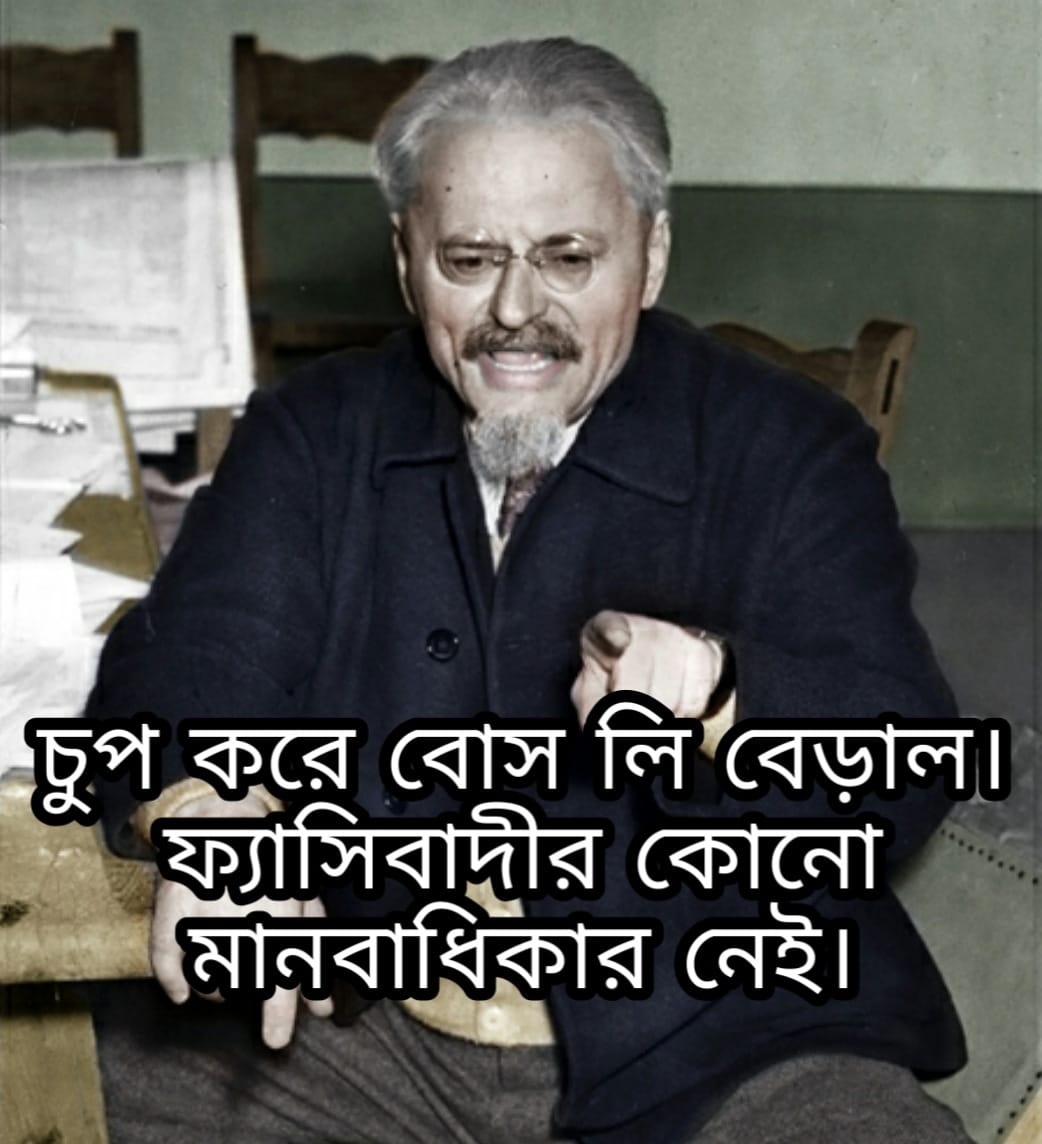 চুপ করে বোস লি বেড়াল।
ফ্যাসিবাদীর কোনো
মানবাধিকার নেই।